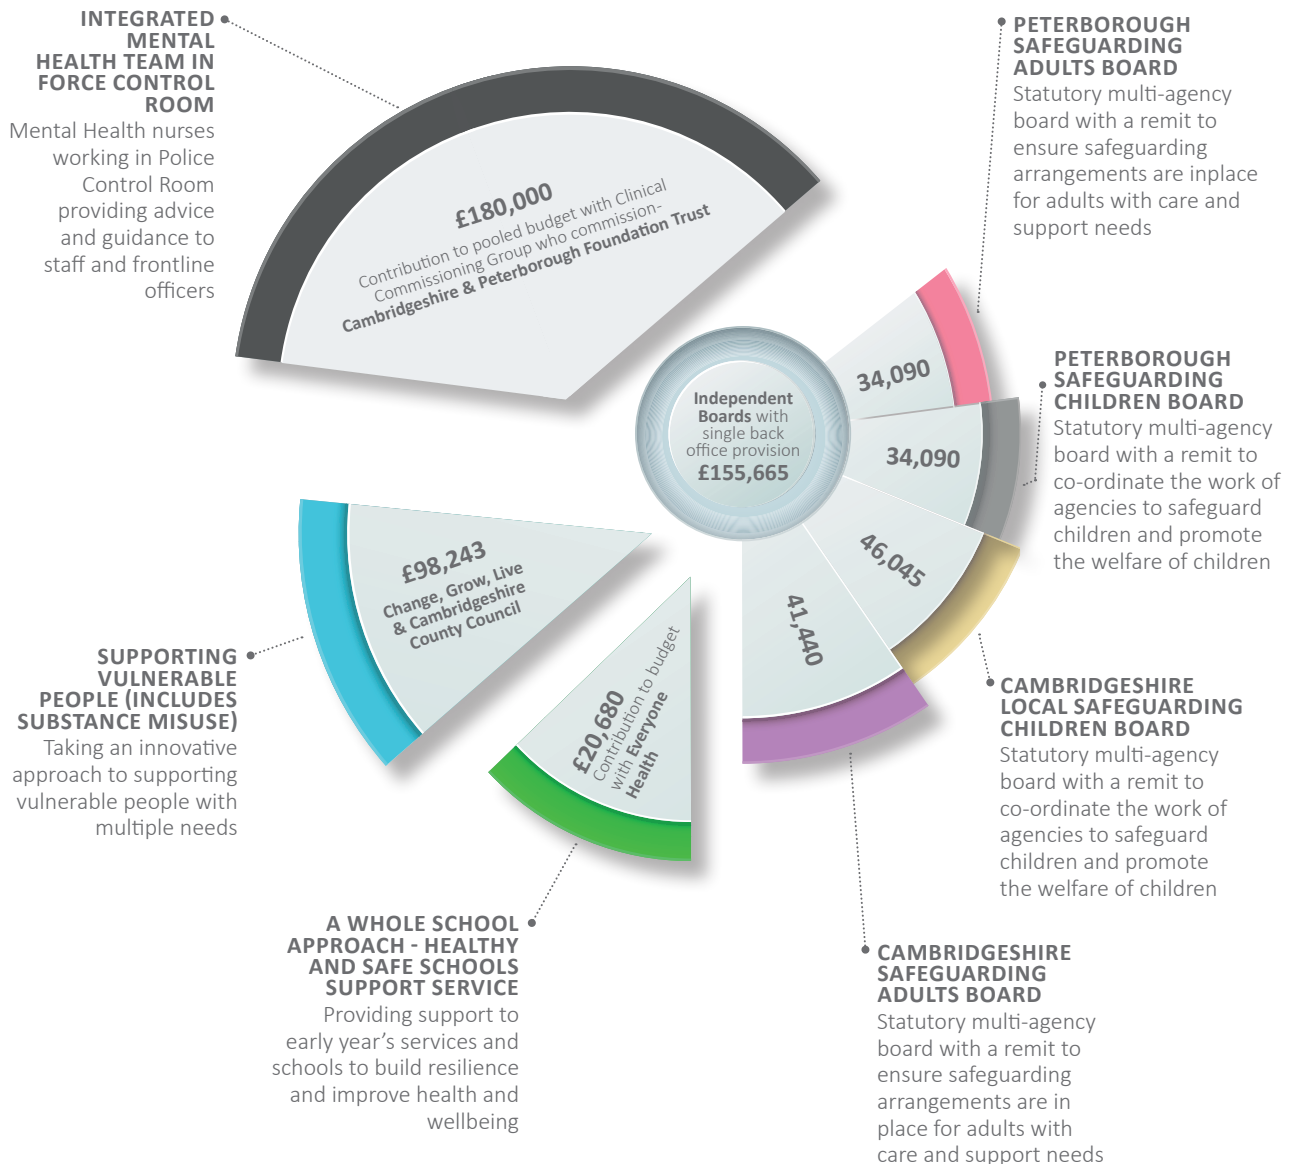 INTEGRATED
MENTAL
HEALTH TEAM IN
FORCE CONTROL
ROOM
Mental Health nurses
working in Police
Control Room
providing advice
and guidance to
staff and frontline
officers
£180,000
Contribution to pooled budget with Clinical
Commissioning Group who commission-
Cambridgeshire & Peterborough Foundation Trust
PETERBOROUGH
SAFEGUARDING
ADULTS BOARD
Statutory multi-agency
board with a remit to
ensure safeguarding
arrangements are inplace
for adults with care and
support needs
34,090
PETERBOROUGH
SAFEGUARDING
CHILDREN BOARD
Statutory multi-agency
board with a remit to
co-ordinate the work of
agencies to safeguard
children and promote
the welfare of children
34,090
Independent
Boards with
single back
office provision
£155,665
46,045
41,440
£98,243
Change, Grow, Live
& Cambridgeshire
County Council
£20,680
Contribution to budget
with Everyone
Health
SUPPORTING
VULNERABLE
PEOPLE (INCLUDES
SUBSTANCE MISUSE)
Taking an innovative
approach to supporting
vulnerable people with
multiple needs
CAMBRIDGESHIRE
LOCAL SAFEGUARDING
CHILDREN BOARD
Statutory multi-agency
board with a remit to
co-ordinate the work of
agencies to safeguard
children and promote
the welfare of children
A WHOLE SCHOOL
APPROACH - HEALTHY
AND SAFE SCHOOLS
SUPPORT SERVICE
Providing support to
early year's services and
schools to build resilience
and improve health and
wellbeing
CAMBRIDGESHIRE
SAFEGUARDING
ADULTS BOARD
Statutory multi-agency
board with a remit to
ensure safeguarding
arrangements are in
place for adults with
care and support needs